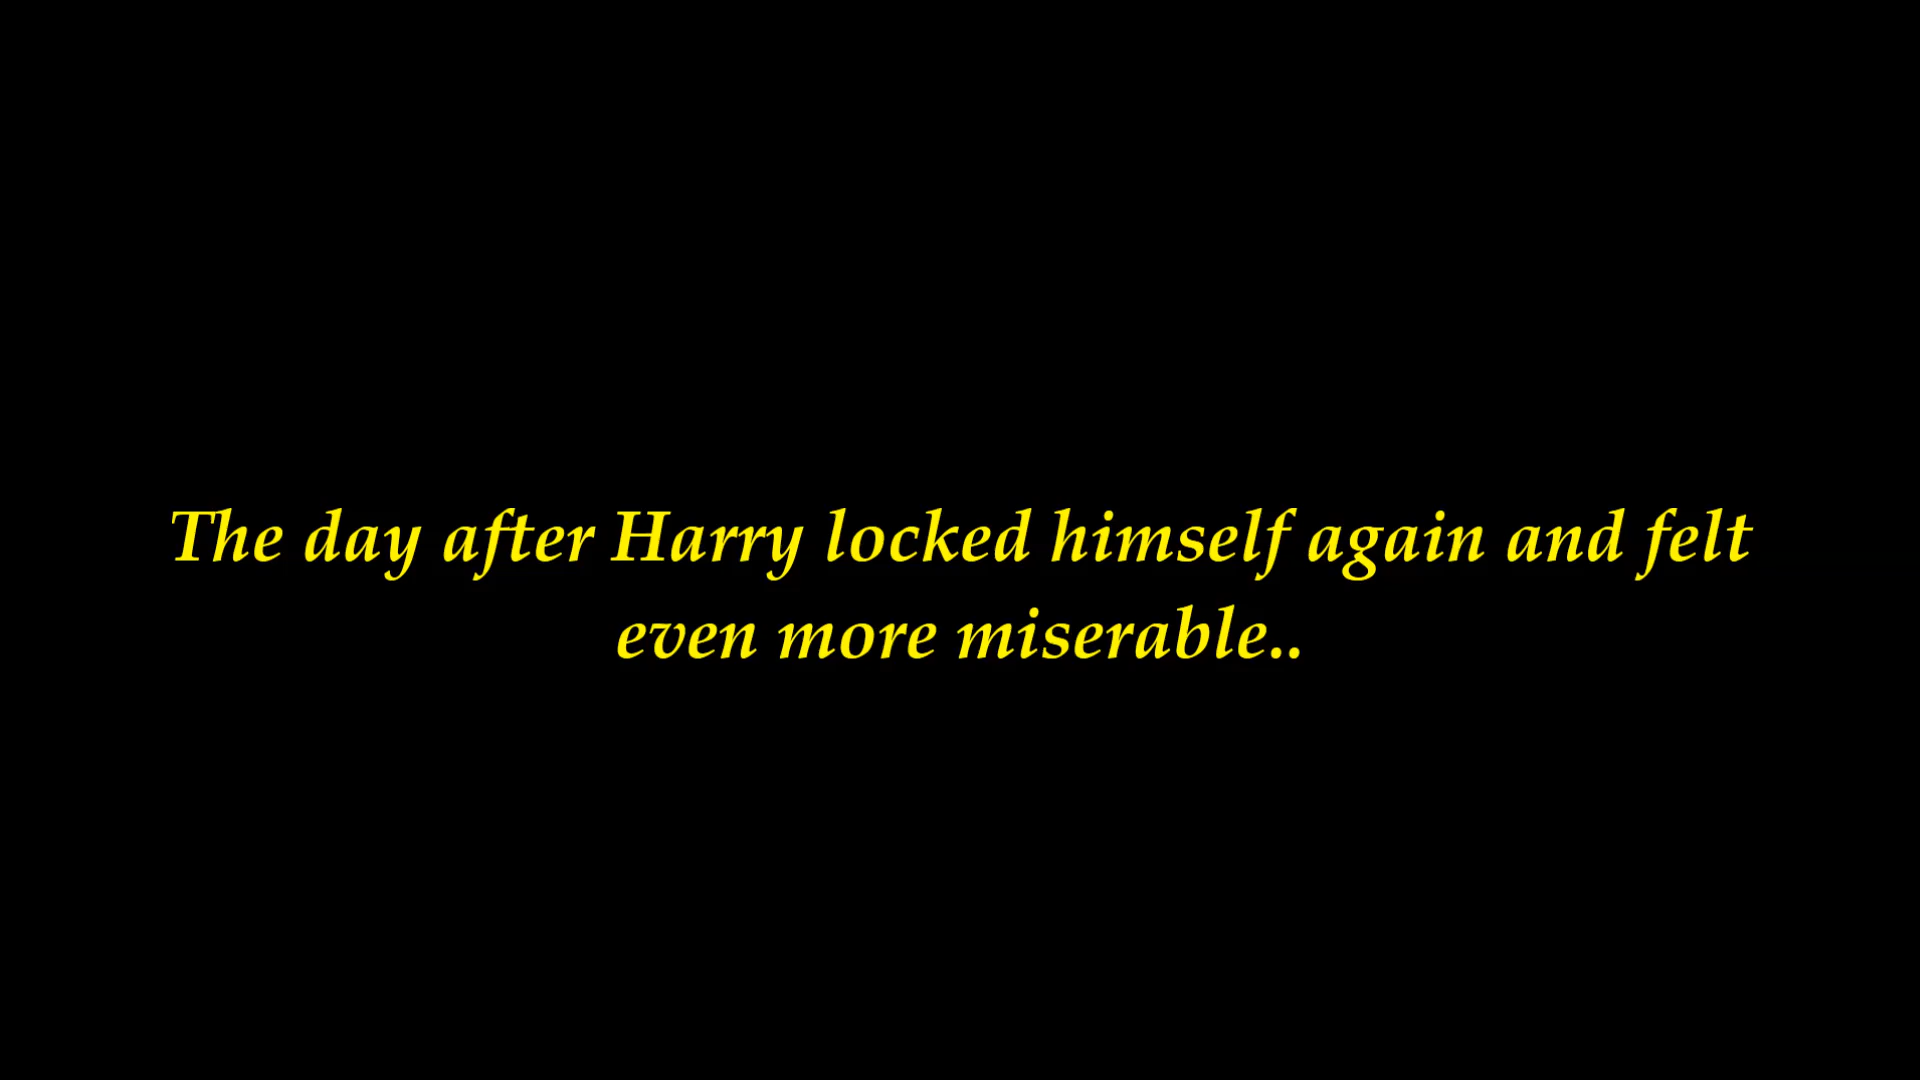 The day after Harry locked himself again and felt
even more miserable..